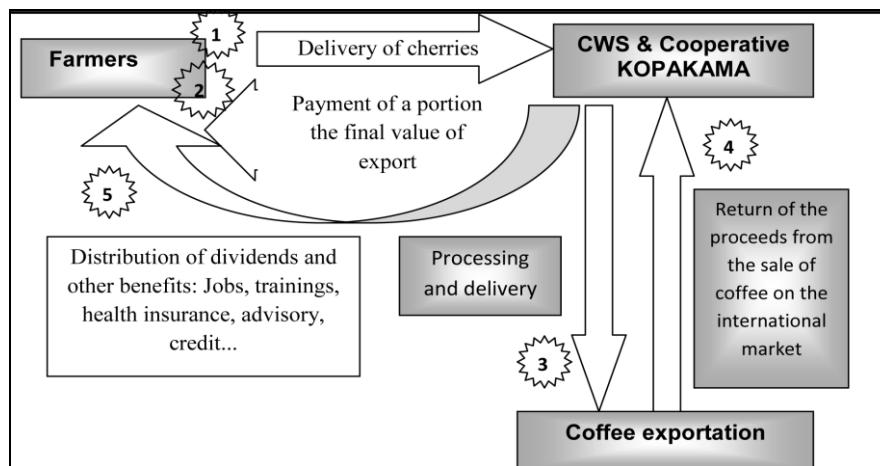 1
Farmers
2
Delivery of cherries
CWS & Cooperative
KOPAKAMA
Payment of a portion
the final value of
export
4
5
Distribution of dividends and
other benefits: Jobs, trainings,
health insurance, advisory,
credit...
Processing
and delivery
Return of the
proceeds from
the sale of
coffee on the
international
market
3
Coffee exportation